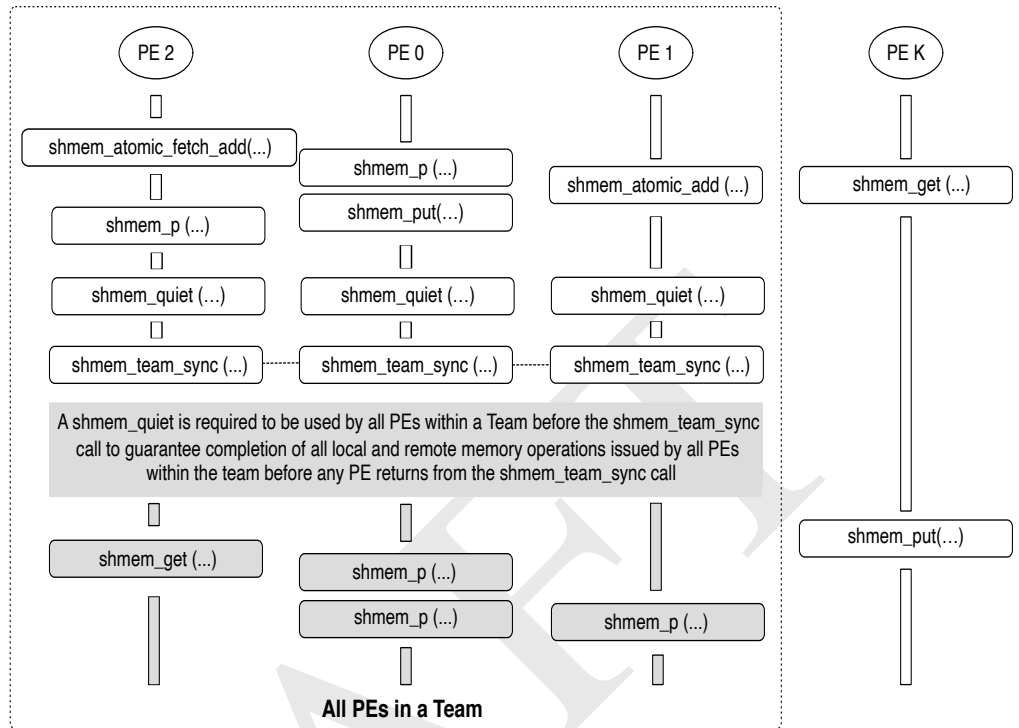 PE 2
PE 0
PE 1
PE K
shmem_atomic_fetch_add(...)
shmem_p (...)
shmem_atomic_add (...)
shmem_get (...)
shmem_p (...)
shmem_put(…)
shmem_quiet (…)
shmem_quiet (…)
shmem_quiet (…)
shmem_team_sync (...)
shmem_team_sync (...)
shmem_team_sync (...)
A shmem_quiet is required to be used by all PEs within a Team before the shmem_team_sync
call to guarantee completion of all local and remote memory operations issued by all PEs
within the team before any PE returns from the shmem_team_sync call
shmem_get (...)
shmem_p (...)
shmem_put(…)
shmem_p (...)
shmem_p (...)
All PEs in a Team
AFT